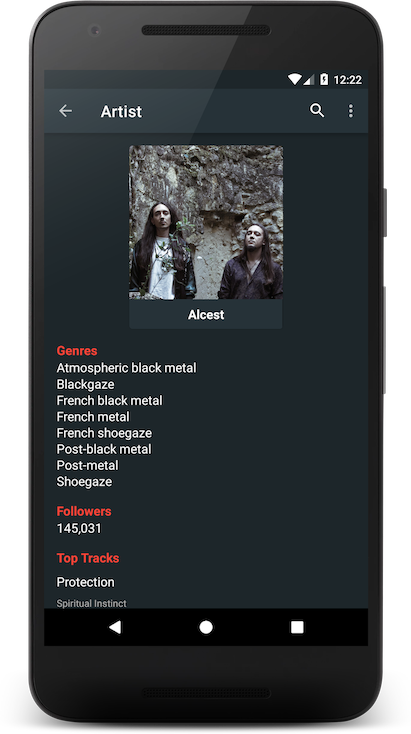 12:22
Artist
Alcest
Genres
Atmospheric black metal
Blackgaze
French black metal
French metal
French shoegaze
Post-black metal
Post-metal
Shoegaze
Followers
145,031
Top Tracks
Protection
Spiritual Instinct